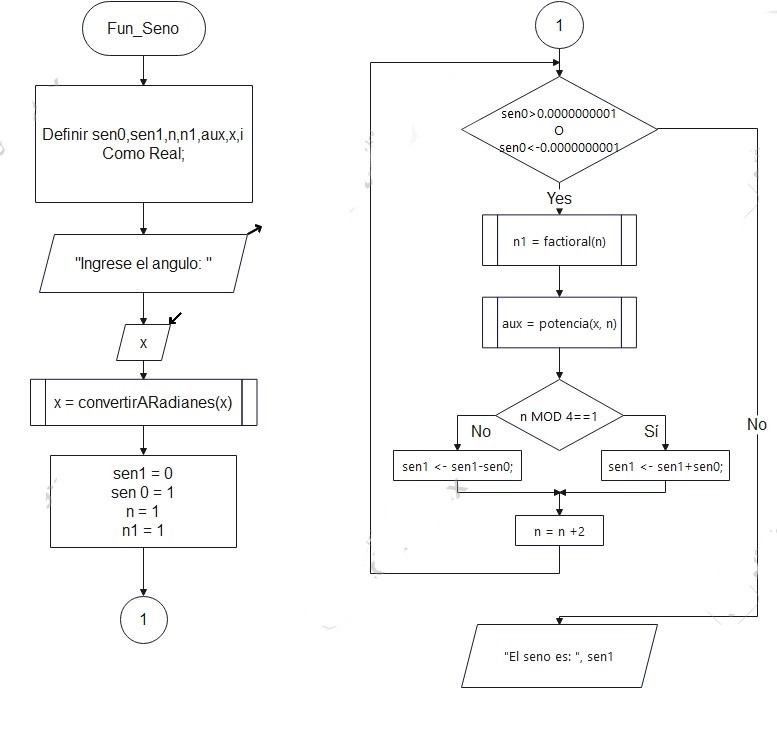 Fun_Seno
Definir sen0,sen1,n,n1,aux,x,i
Como Real;
"Ingrese el angulo: "
x
x = convertirARadianes(x)
sen1 = 0
sen 0 = 1
n = 1
n1 = 1
1
1
sen0>0.0000000001
O
sen0<-0.0000000001
Yes
n1 = factioral(n)
aux = potencia(x, n)
n MOD 4==1
No
Sí
sen1 <- sen1-sen0;
sen1 <- sen1+sen0;
n = n +2
No
"El seno es: ", sen1